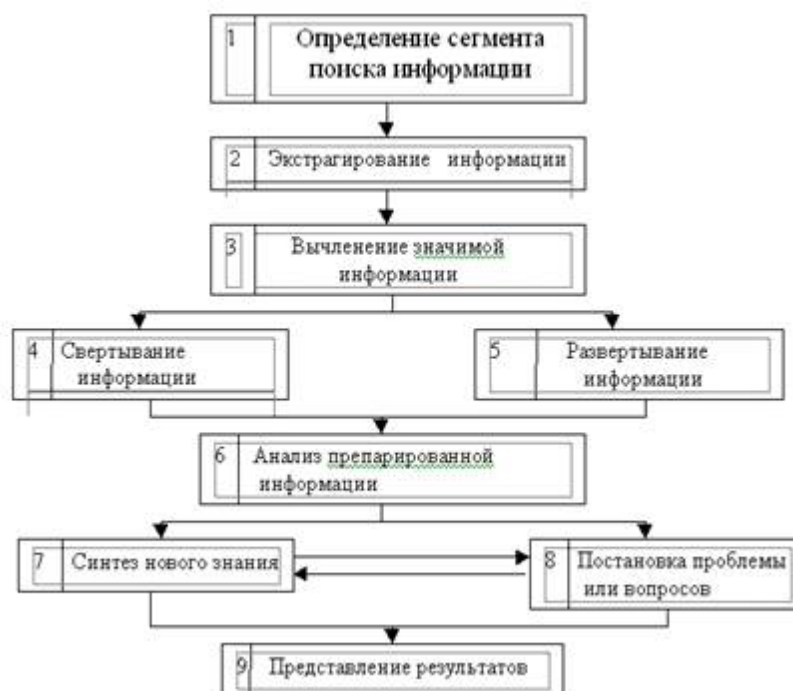 1 Определение сегмента
поиска информации
2 Экстрагирование информации
3 Вычленение значимой
информации
4 Свертывание
информации
5 Развертывание
информации
6 Анализ препарированной
информации
7 Синтез нового знания
8 Постановка проблемы
или вопросов
9 Представление результатов